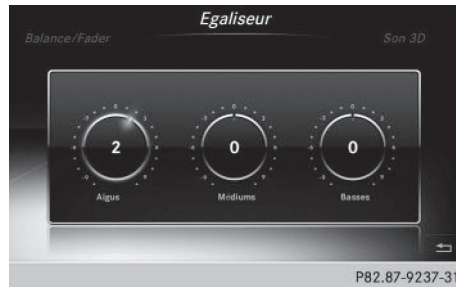 Egaliseur
Balance/Fader
Son 3D
2
0
0
Aigus
Médiums
Basses
P82.87-9237-31